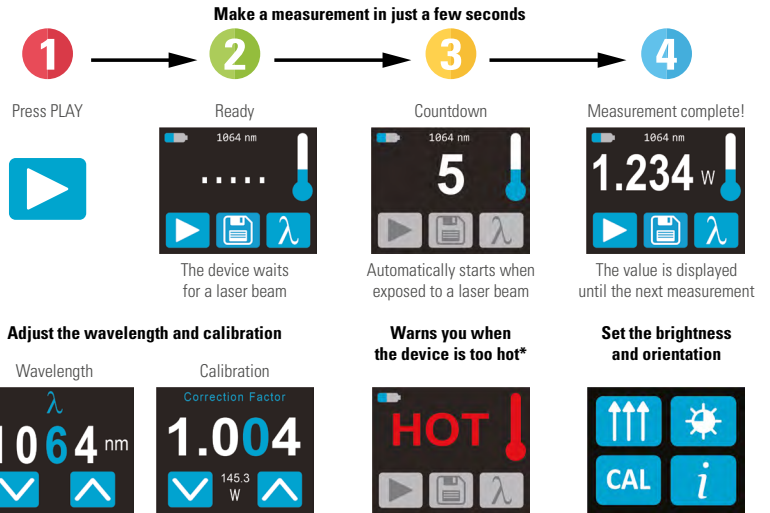 Make a measurement in just a few seconds
1
2
3
4
Press PLAY
Ready
Countdown
Measurement complete!
1064 nm
.....
λ
1064 nm
5
λ
1064 nm
1.234 W
λ
The device waits
for a laser beam
Automatically starts when
exposed to a laser beam
The value is displayed
until the next measurement
Adjust the wavelength and calibration
Wavelength
Calibration
λ
1064 nm
Correction Factor
1.004
145.3
W
Warns you when
the device is too hot*
HOT
λ
Set the brightness
and orientation
CAL
i